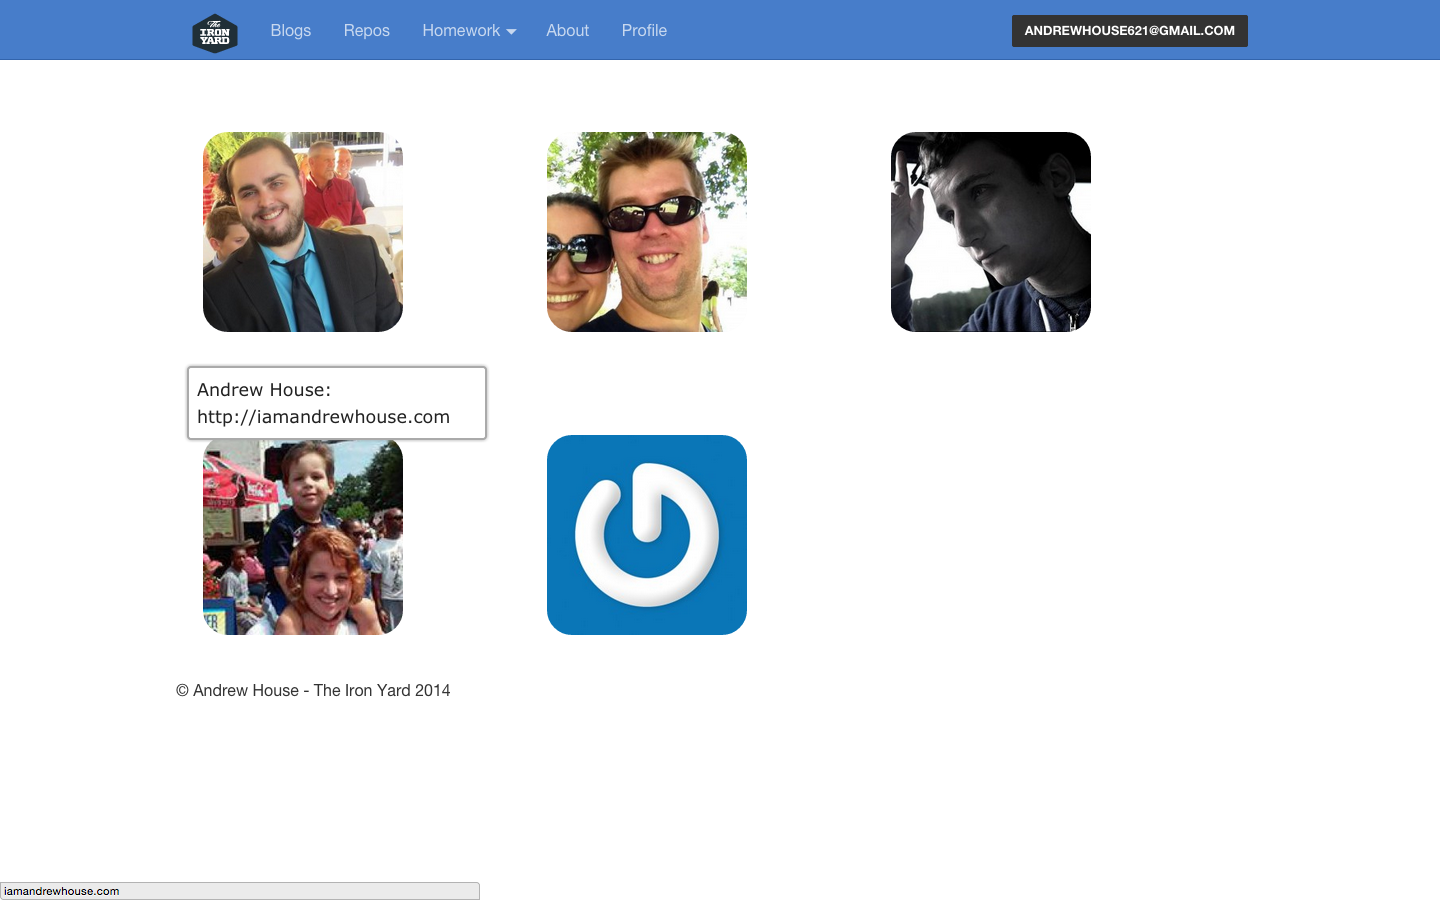 The
IRON
YARD
Blogs
Repos
Homework
About
Profile
ANDREWHOUSE621@GMAIL.COM
Andrew House:
http://iamandrewhouse.com
© Andrew House - The Iron Yard 2014
iamandrewhouse.com